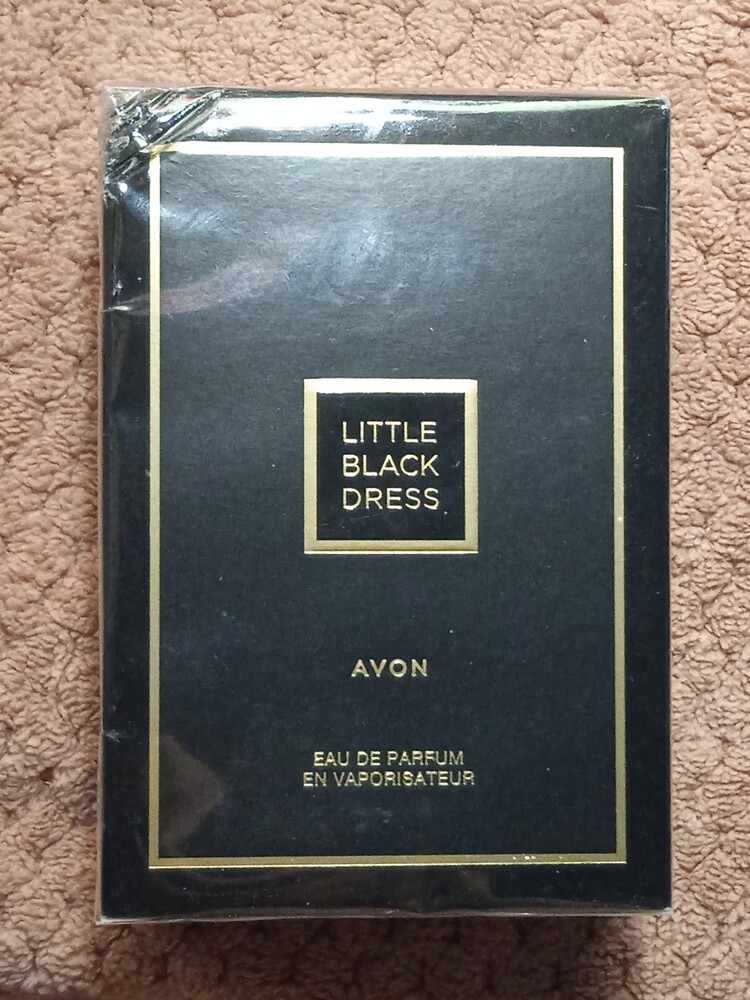 LITTLE
BLACK
DRESS
AVON
EAU DE PARFUM
EN VAPORISATEUR